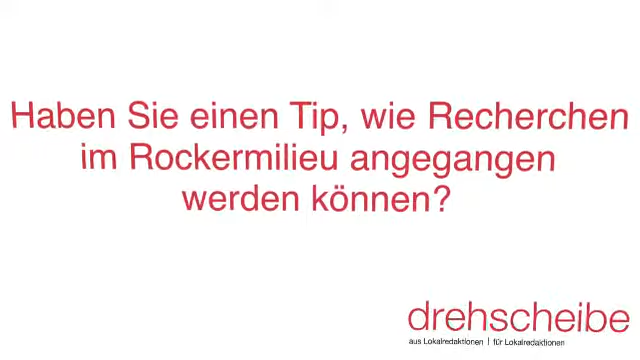 Haben Sie einen Tip, wie Recherchen
im Rockermilieu angegangen
werden können?
drehscheibe
aus Lokalredaktionen | für Lokalredaktionen